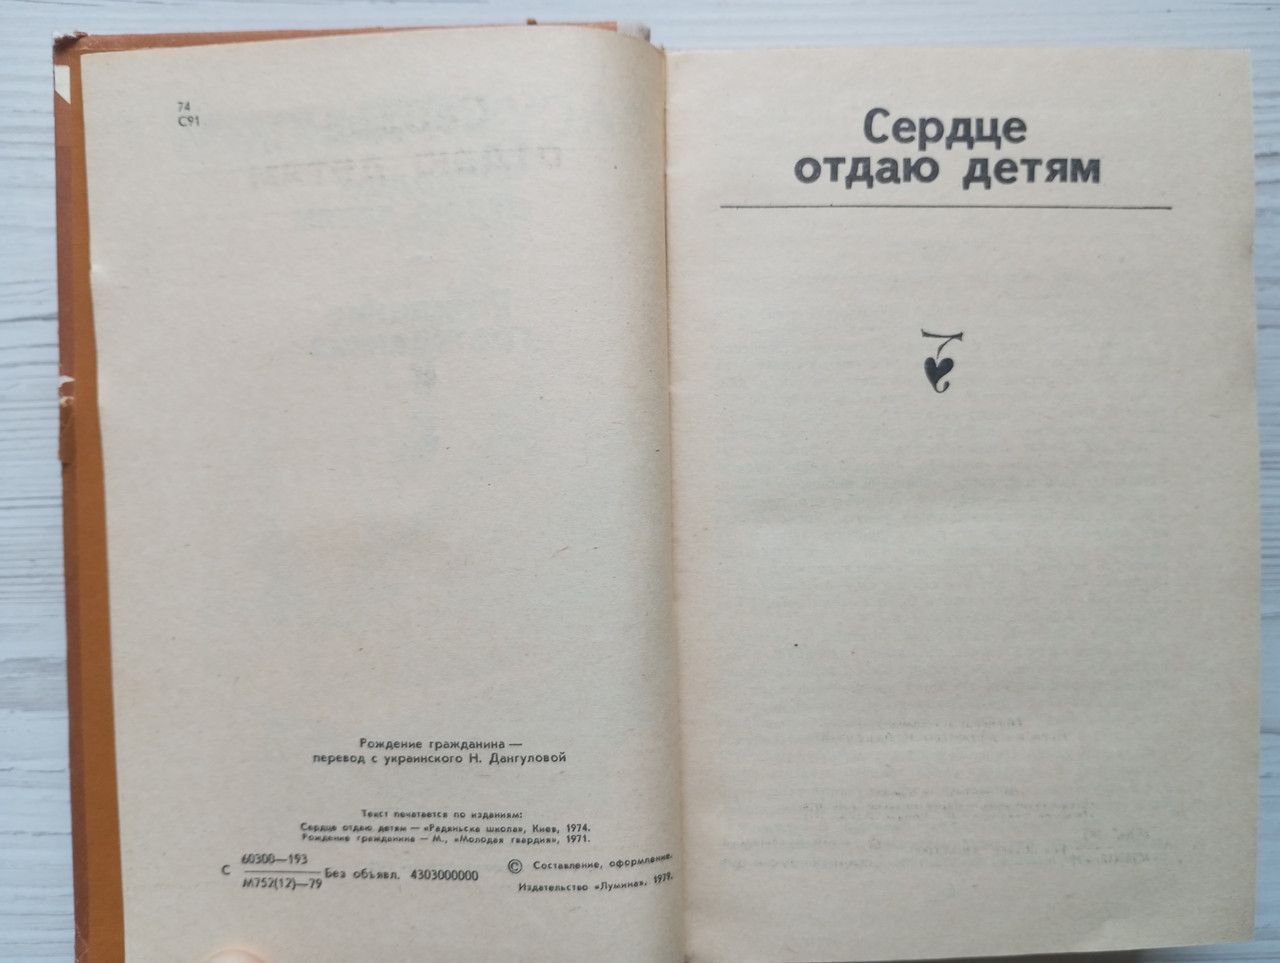 74
С91
Рождение гражданина —
перевод с украинского Н. Дангуловой
Текст печатается по изданиям:
Сердце отдаю детям — «Радянська школа», Киев, 1974.
Рождение гражданина — М., «Молодая гвардия», 1971.
С 60300—193
М752(12)—79 Без объявл. 4303000000
© Составление, оформление.
Издательство «Лумина», 1979.
Сердце
отдаю детям